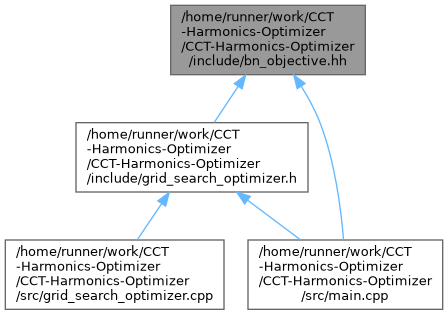 /home/runner/work/CCT
-Harmonics-Optimizer
/CCT-Harmonics-Optimizer
/include/bn_objective.hh
/home/runner/work/CCT
-Harmonics-Optimizer
/CCT-Harmonics-Optimizer
/include/grid_search_optimizer.h
/home/runner/work/CCT
-Harmonics-Optimizer
/CCT-Harmonics-Optimizer
/src/grid_search_optimizer.cpp
/home/runner/work/CCT
-Harmonics-Optimizer
/CCT-Harmonics-Optimizer
/src/main.cpp